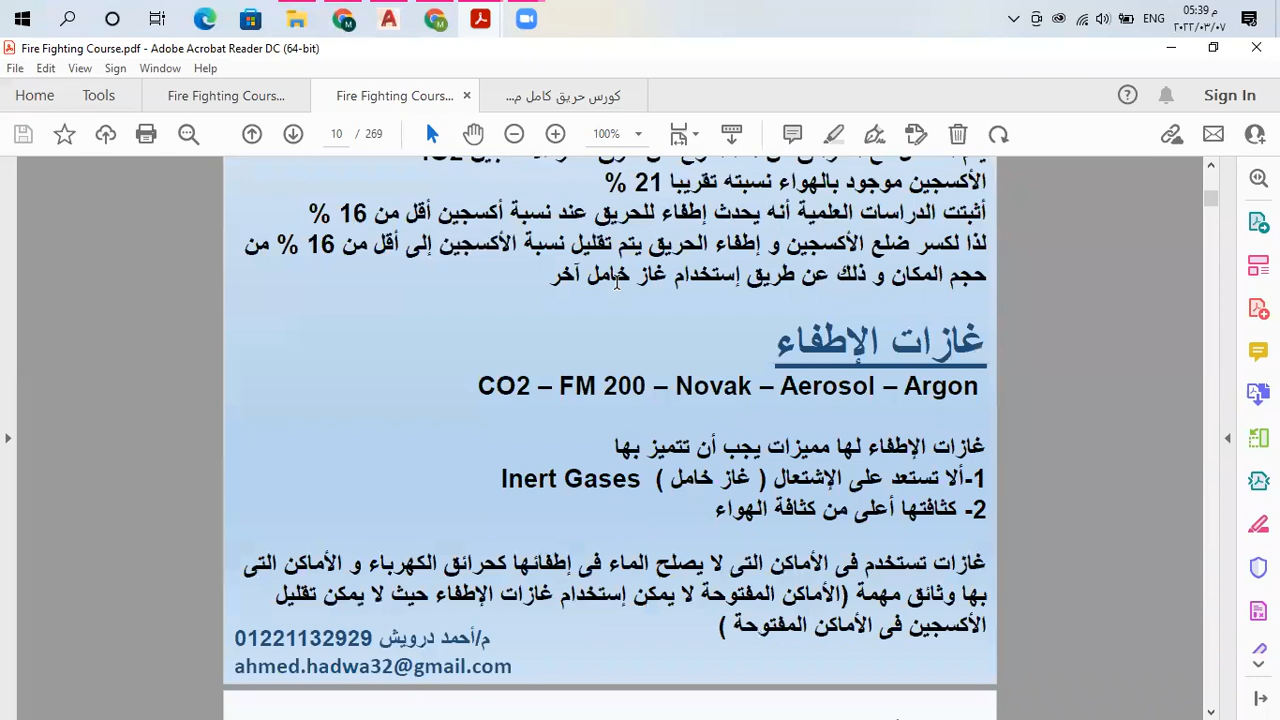 م 05:39
ENG
٢٠٢٢/٠٣/٠٧
Fire Fighting Course.pdf - Adobe Acrobat Reader DC (64-bit)
File Edit View Sign Window Help
Home Tools Fire Fighting Cours... Fire Fighting Cours... × كورس حريق كامل م... Sign In
10 / 269 100%
CO2
الأكسجين موجود بالهواء نسبته تقريبا 21 %
أثبتت الدراسات العلمية أنه يحدث إطفاء للحريق عند نسبة أكسجين أقل من 16 %
لذا لكسر ضلع الأكسجين و إطفاء الحريق يتم تقليل نسبة الأكسجين إلى أقل من 16 % من
حجم المكان و ذلك عن طريق إستخدام غاز خامل آخر
غازات الإطفاء
CO2 – FM 200 – Novak – Aerosol – Argon
غازات الإطفاء لها مميزات يجب أن تتميز بها
1-ألا تستعد على الإشتعال ( غاز خامل ) Inert Gases
2- كثافتها أعلى من كثافة الهواء
غازات تستخدم فى الأماكن التى لا يصلح الماء فى إطفائها كحرائق الكهرباء و الأماكن التى
بها وثائق مهمة (الأماكن المفتوحة لا يمكن إستخدام غازات الإطفاء حيث لا يمكن تقليل
الأكسجين فى الأماكن المفتوحة )
م/أحمد درويش 01221132929
ahmed.hadwa32@gmail.com